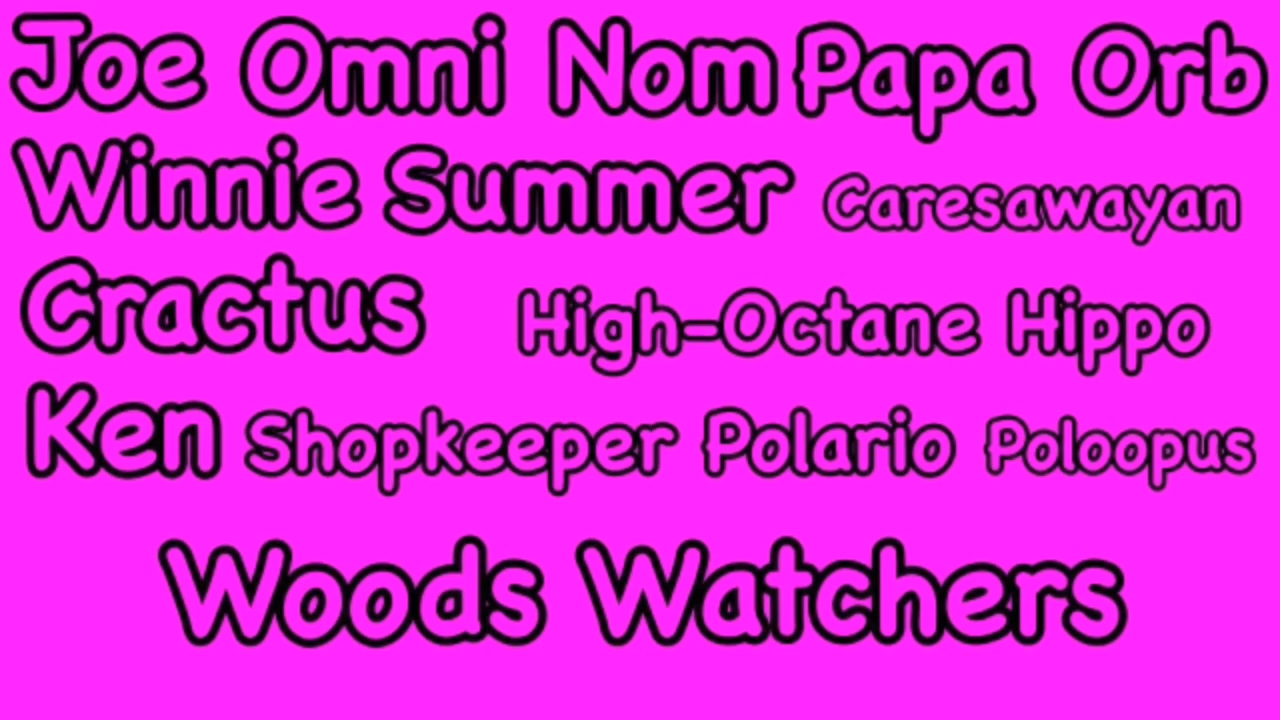 Joe Omni Nom Papa Orb
Winnie Summer Caresawayan
Cractus High-Octane Hippo
Ken Shopkeeper Polario Poloopus
Woods Watchers